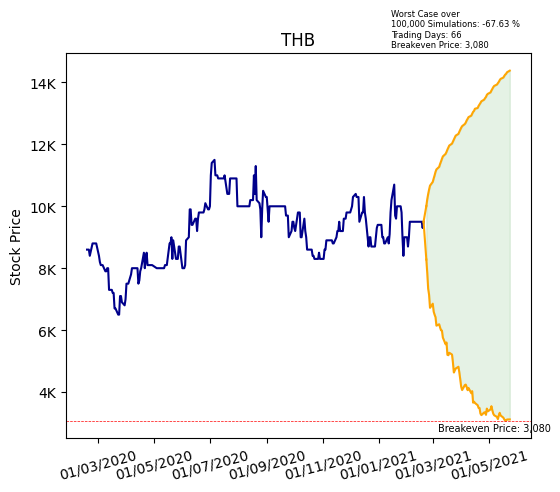 Worst Case over
100,000 Simulations: -67.63 %
Trading Days: 66
Breakeven Price: 3,080
THB
Stock Price
14K
12K
10K
8K
6K
4K
Breakeven Price: 3,080
01/03/2020
01/05/2020
01/07/2020
01/09/2020
01/11/2020
01/01/2021
01/03/2021
01/05/2021